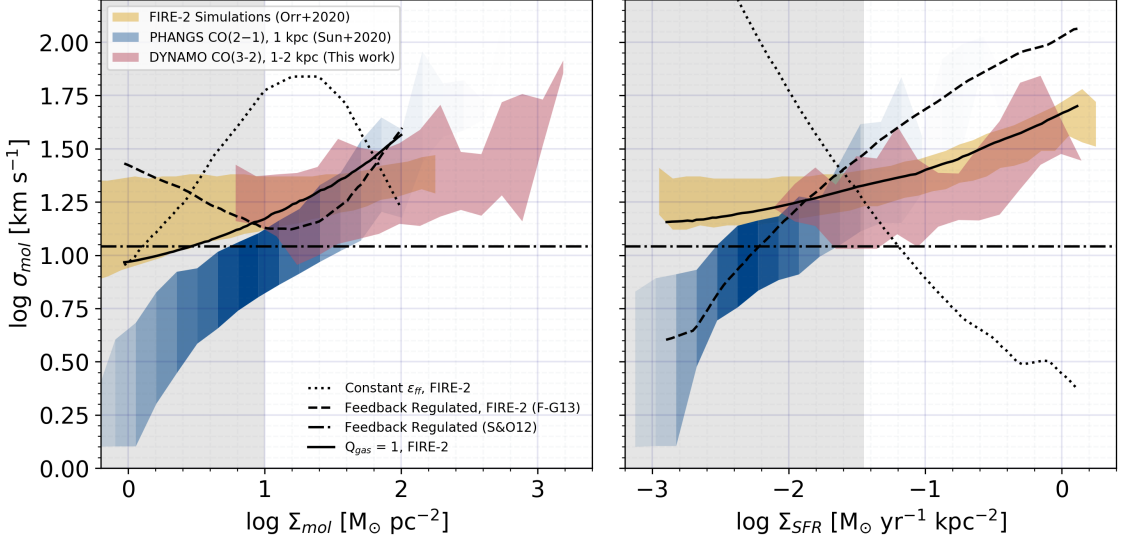 FIRE-2 Simulations (Orr+2020)
PHANGS CO(2−1), 1 kpc (Sun+2020)
DYNAMO CO(3-2), 1-2 kpc (This work)
log σmol [km s−1]
2.00
1.75
1.50
1.25
1.00
0.75
0.50
0.25
0.00
Constant εff, FIRE-2
Feedback Regulated, FIRE-2 (F-G13)
Feedback Regulated (S&O12)
Qgas = 1, FIRE-2
0 1 2 3
log Σmol [M⊙ pc−2]
−3 −2 −1 0
log ΣSFR [M⊙ yr−1 kpc−2]